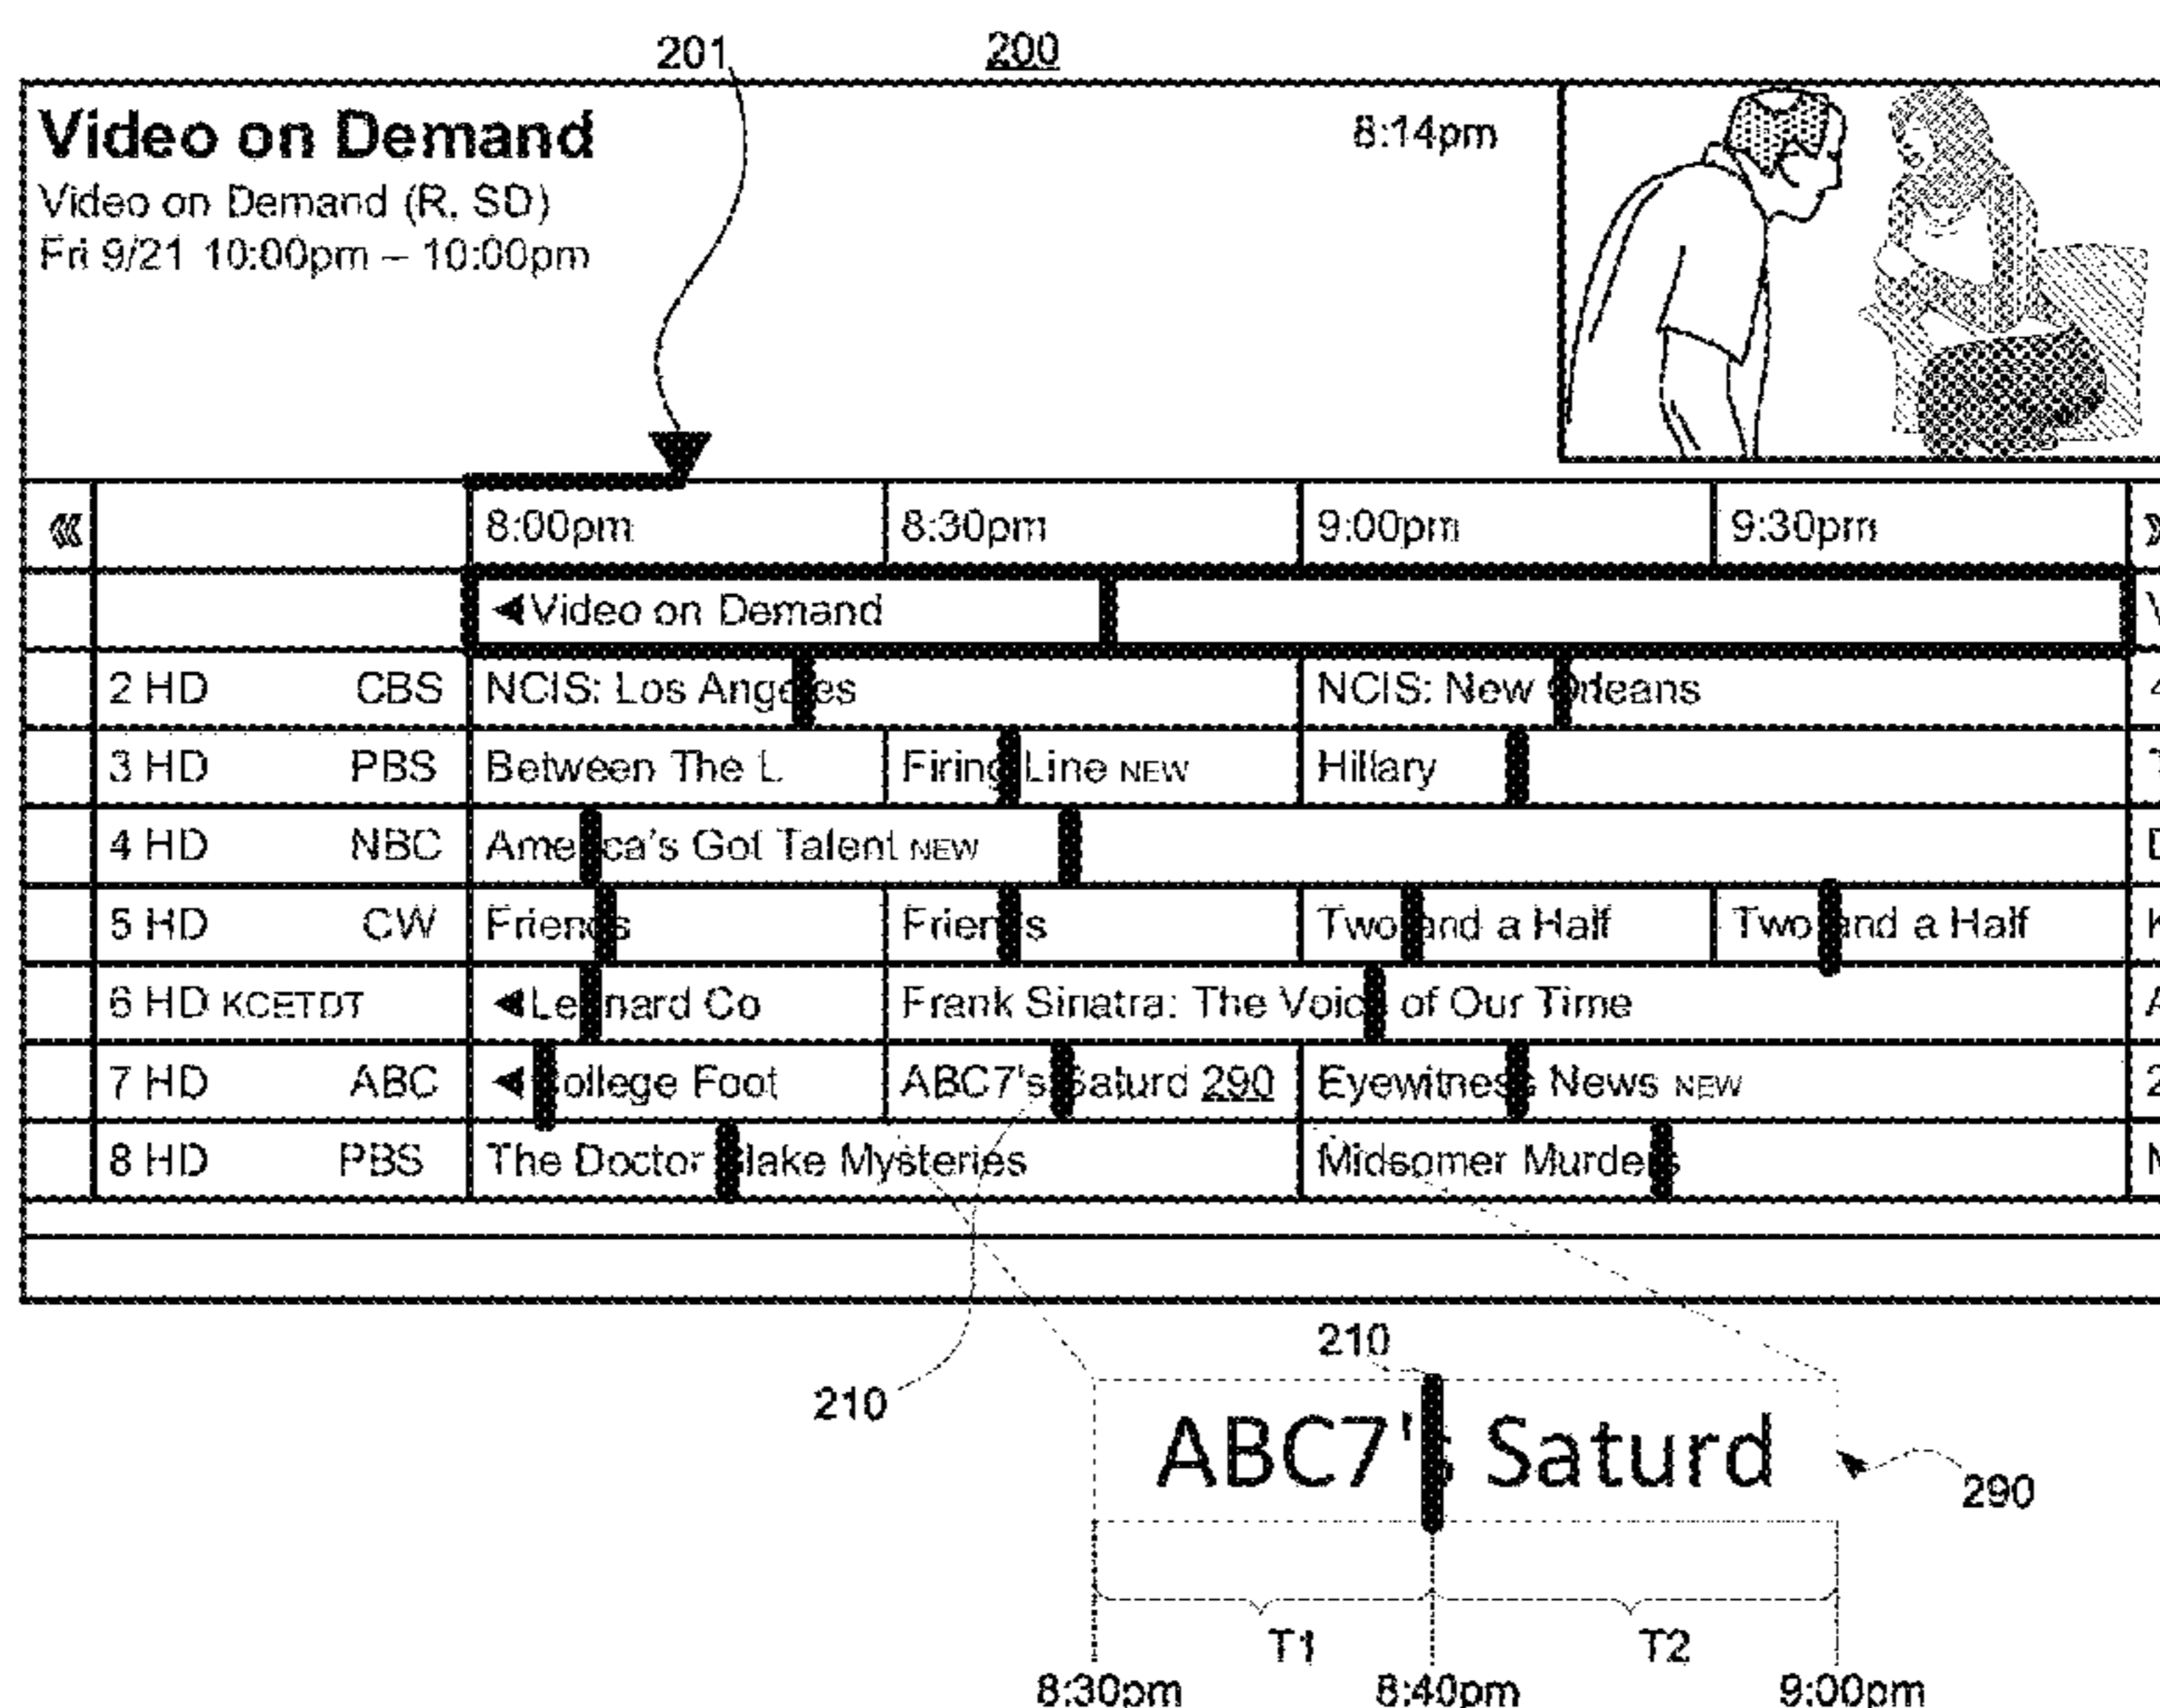 201 200
Video on Demand 8:14pm
Video on Demand (R, SD)
Fri 9/21 10:00pm – 10:00pm
8:00pm 8:30pm 9:00pm 9:30pm
Video on Demand
2 HD CBS NCIS: Los Angeles NCIS: New Orleans 4
3 HD PBS Between The L Firing Line NEW Hillary
4 HD NBC America's Got Talent NEW
5 HD CW Friends Friends Two and a Half Two and a Half
6 HD KCETDT Leonard Co Frank Sinatra: The Voice of Our Time
7 HD ABC College Foot ABC7's Saturd 290 Eyewitness News NEW 2
8 HD PBS The Doctor Blake Mysteries Midsomer Murders
210
210
ABC7's Saturd
290
T1 T2
8:30pm 8:40pm 9:00pm